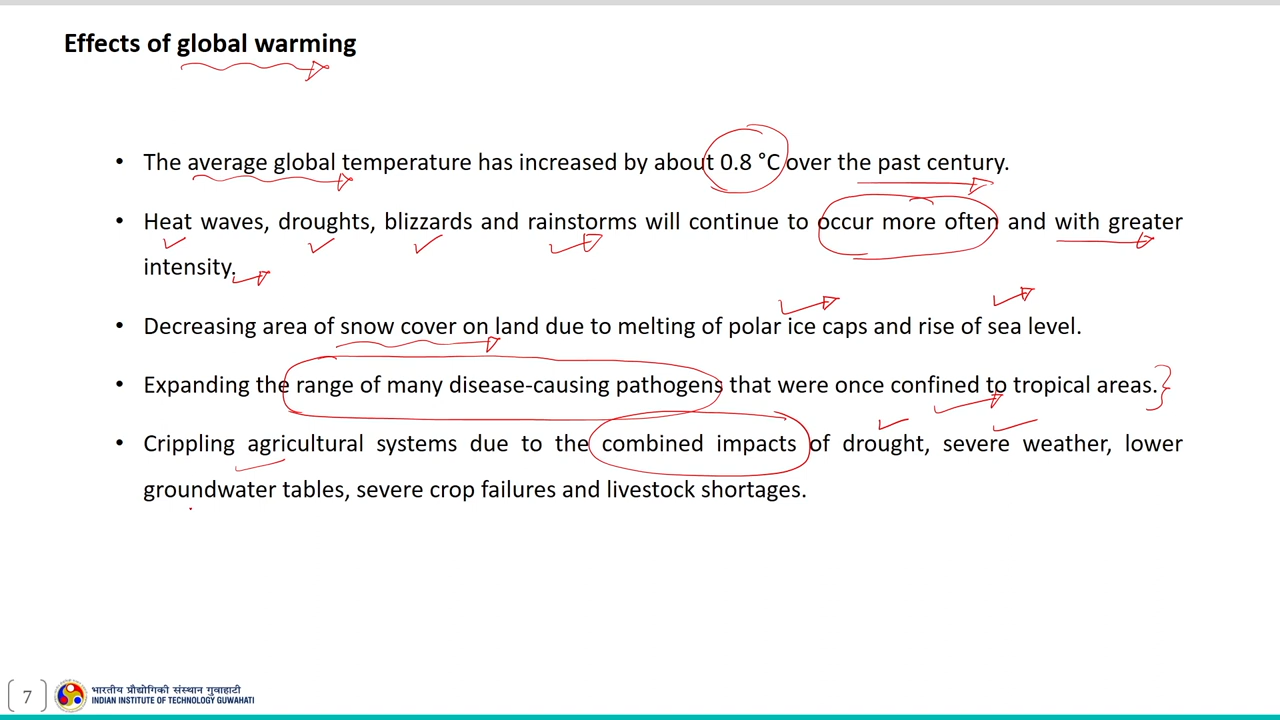 Effects of global warming
• The average global temperature has increased by about 0.8 °C over the past century.
• Heat waves, droughts, blizzards and rainstorms will continue to occur more often and with greater
intensity.
• Decreasing area of snow cover on land due to melting of polar ice caps and rise of sea level.
• Expanding the range of many disease-causing pathogens that were once confined to tropical areas.
• Crippling agricultural systems due to the combined impacts of drought, severe weather, lower
groundwater tables, severe crop failures and livestock shortages.
7
भारतीय प्रौद्योगिकी संस्थान गुवाहाटी
INDIAN INSTITUTE OF TECHNOLOGY GUWAHATI